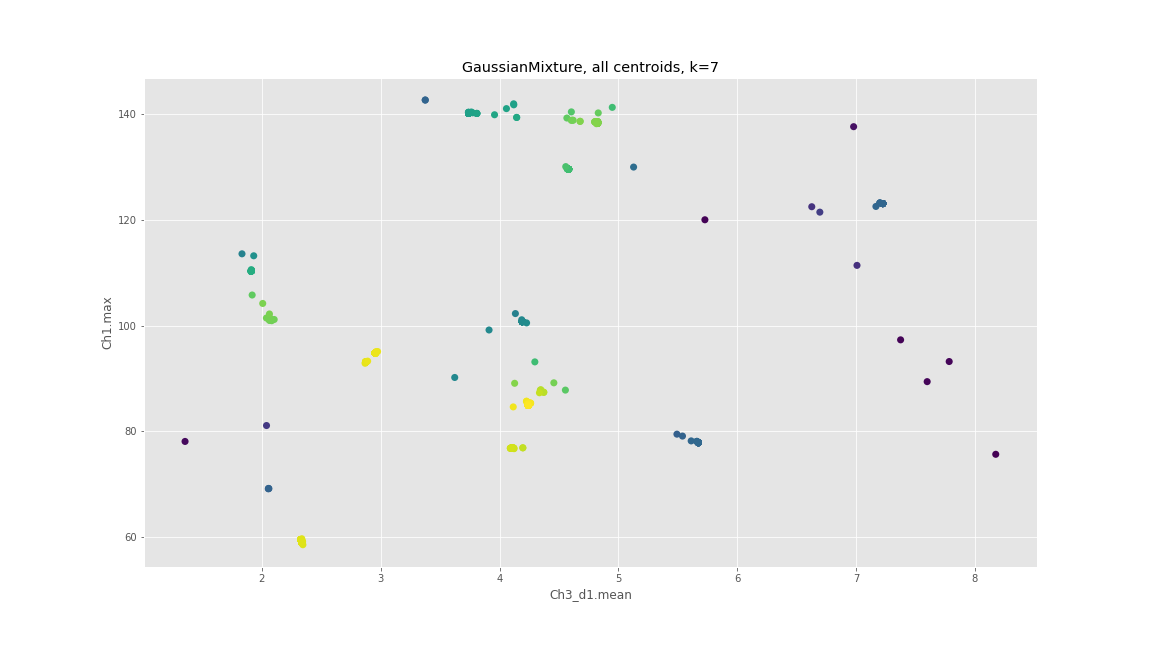 GaussianMixture, all centroids, k=7
140
120
100
80
60
Ch1.max
2 3 4 5 6 7 8
Ch3_d1.mean